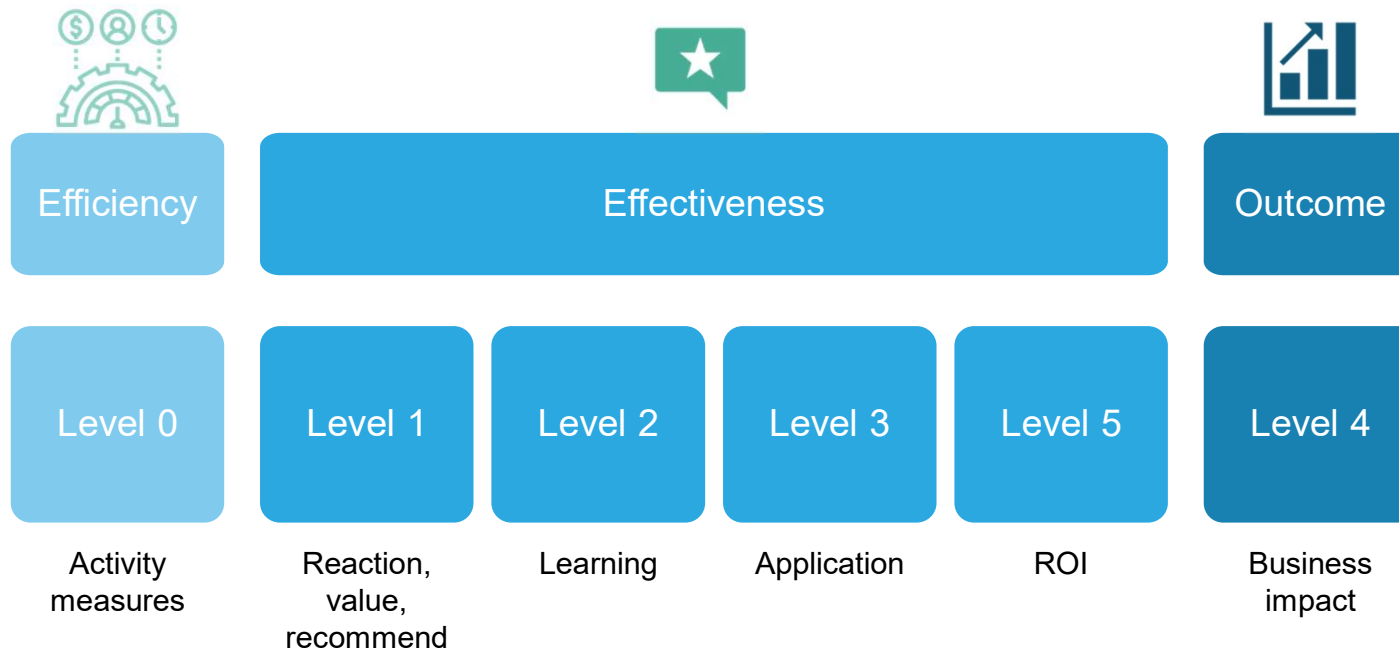 $
Efficiency
Effectiveness
Outcome
Level 0
Level 1
Level 2
Level 3
Level 5
Level 4
Activity
measures
Reaction,
value,
recommend
Learning
Application
ROI
Business
impact